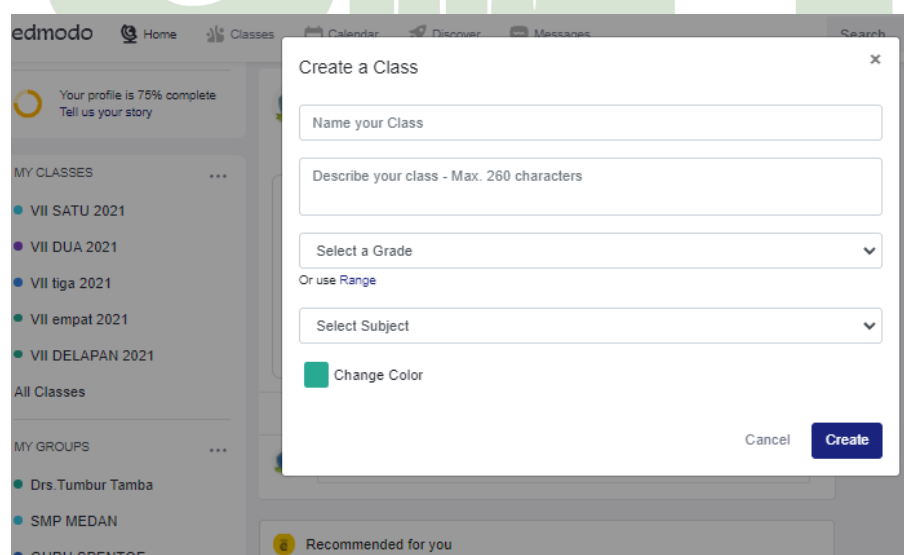 edmodo Home Classes Calendar Discover Messages Search
Your profile is 75% complete
Tell us your story
MY CLASSES ...
VII SATU 2021
VII DUA 2021
VII tiga 2021
VII empat 2021
VII DELAPAN 2021
All Classes
MY GROUPS ...
Drs.Tumbur Tamba
SMP MEDAN
Create a Class ×
Name your Class
Describe your class - Max. 260 characters
Select a Grade
Or use Range
Select Subject
Change Color
Cancel Create
Recommended for you